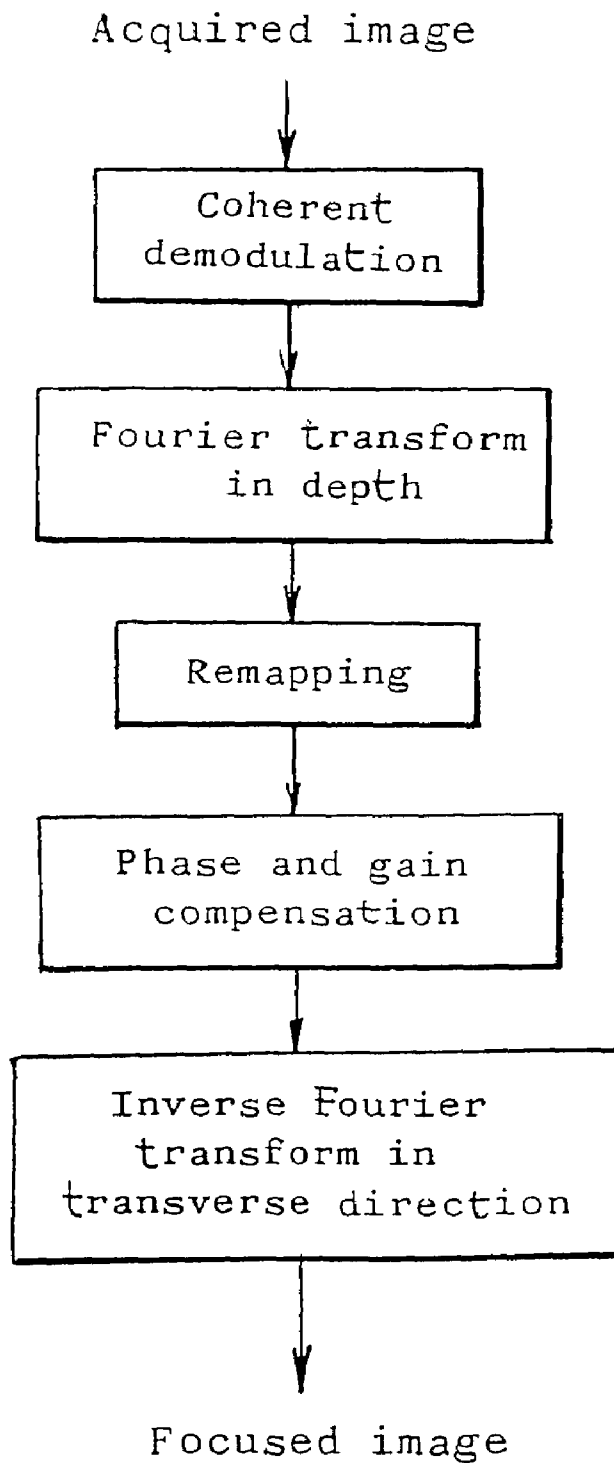 Acquired image
Coherent
demodulation
Fourier transform
in depth
Remapping
Phase and gain
compensation
Inverse Fourier
transform in
transverse direction
Focused image